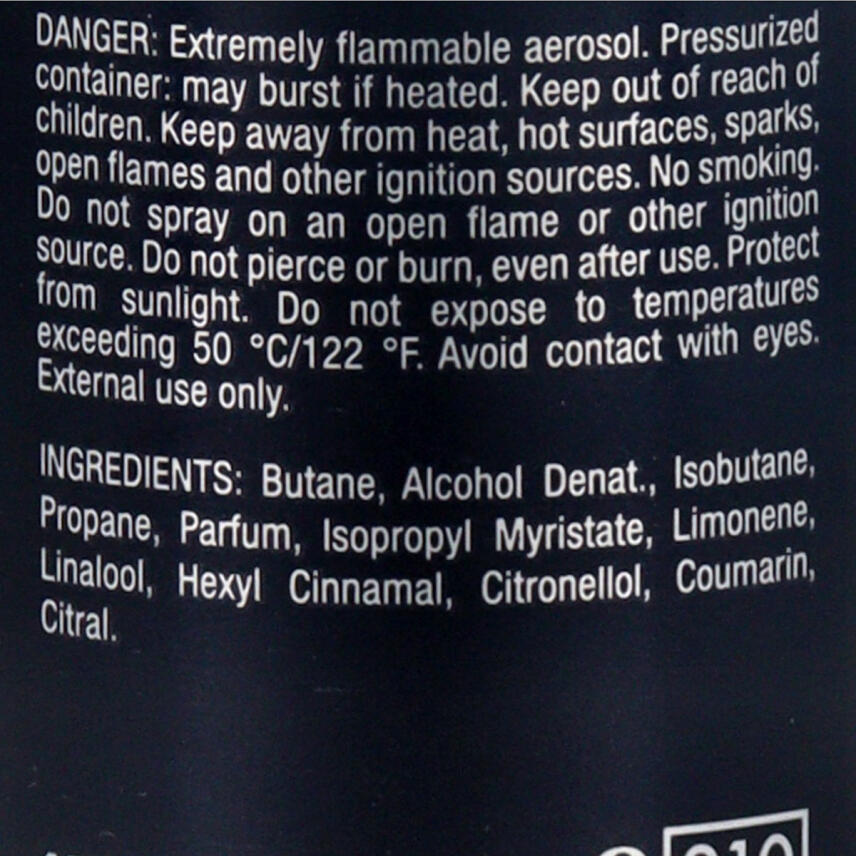 DANGER: Extremely flammable aerosol. Pressurized
container: may burst if heated. Keep out of reach of
children. Keep away from heat, hot surfaces, sparks,
open flames and other ignition sources. No smoking.
Do not spray on an open flame or other ignition
source. Do not pierce or burn, even after use. Protect
from sunlight. Do not expose to temperatures
exceeding 50 °C/122 °F. Avoid contact with eyes.
External use only.
INGREDIENTS: Butane, Alcohol Denat., Isobutane,
Propane, Parfum, Isopropyl Myristate, Limonene,
Linalool, Hexyl Cinnamal, Citronellol, Coumarin,
Citral.